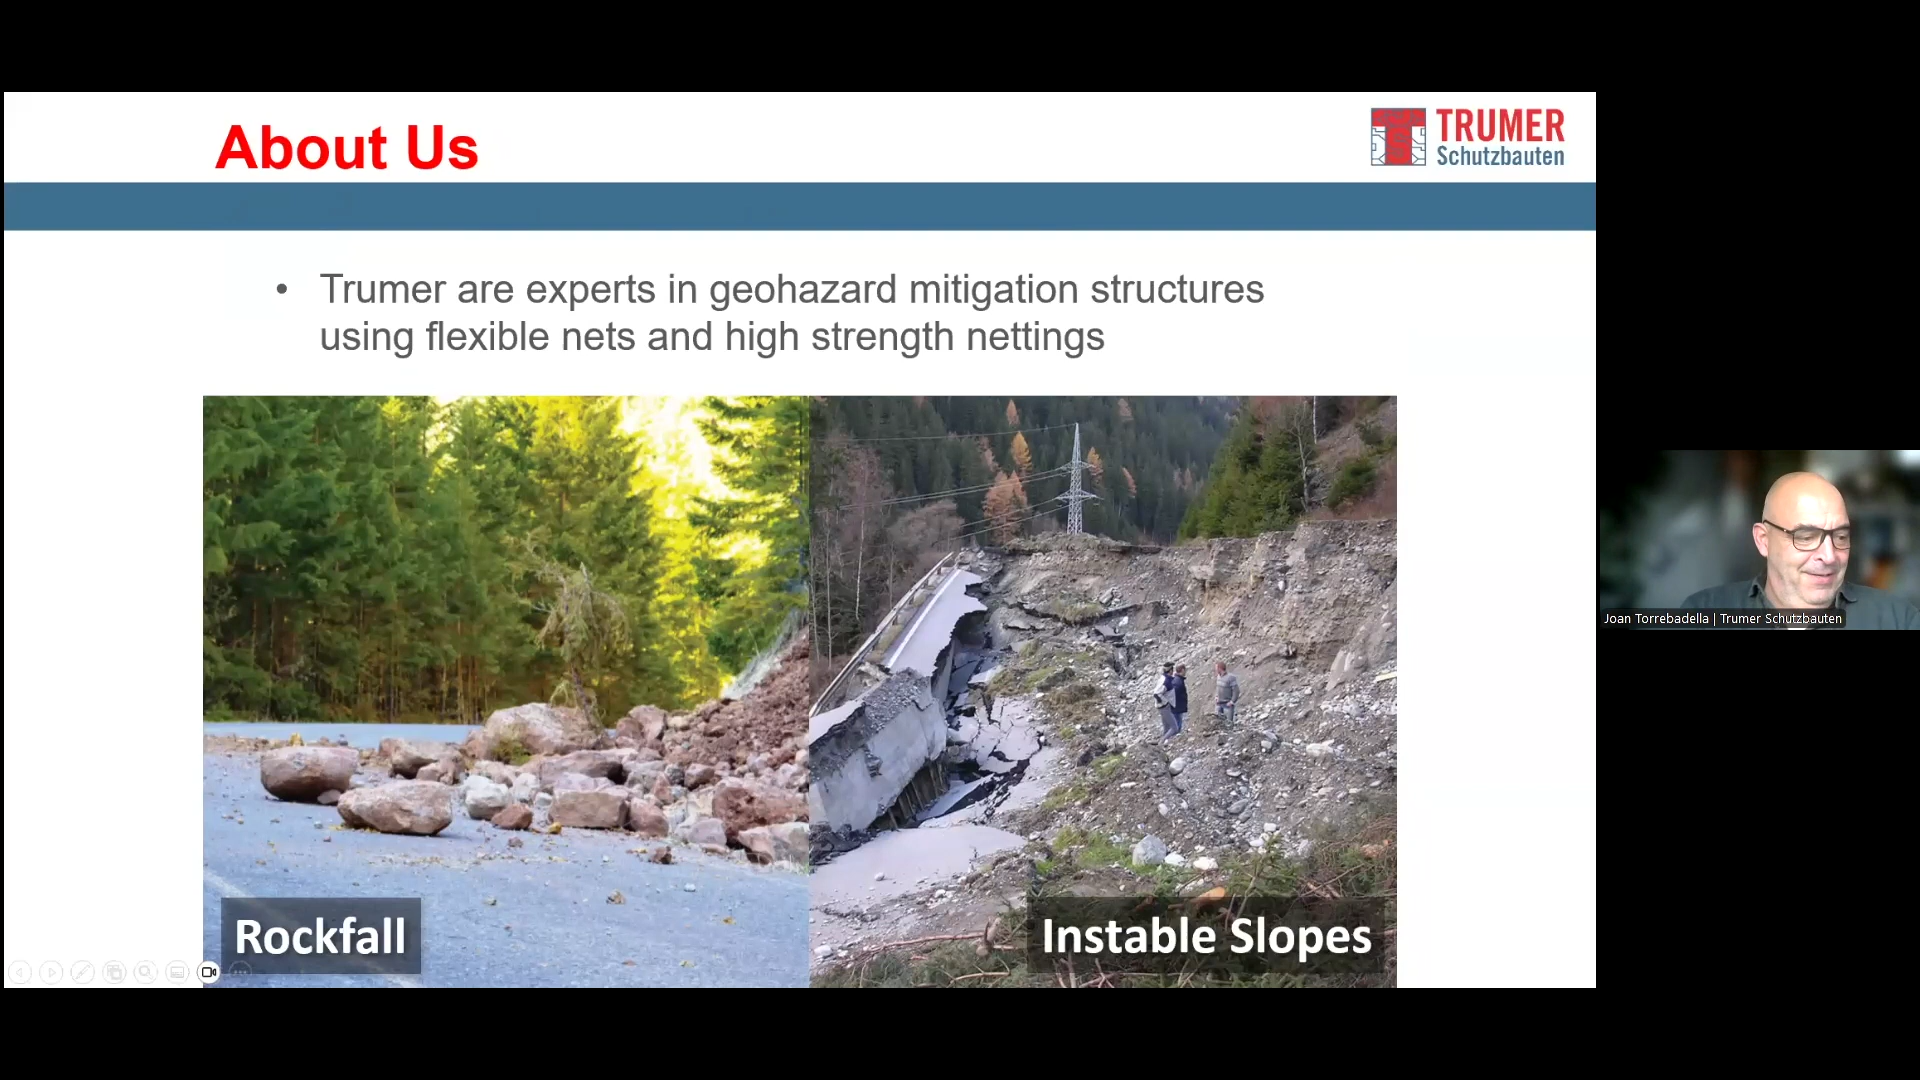 About Us
TRUMER
Schutzbauten
• Trumer are experts in geohazard mitigation structures
using flexible nets and high strength nettings
Joan Torrebadella | Trumer Schutzbauten
Rockfall
Instable Slopes